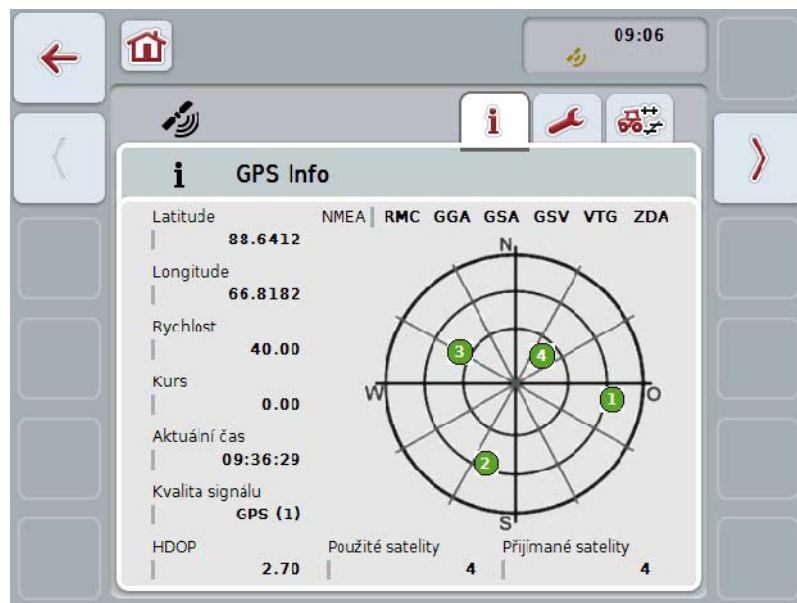 09:06
i
i GPS Info
Latitude
88.6412
NMEA RMC GGA GSA GSV VTG ZDA
Longitude
66.8182
Rychlost
40.00
Kurs
0.00
Aktuální čas
09:36:29
Kvalita signálu
GPS (1)
HDOP
2.70
N
3
4
W
1
O
2
S
Použité satelity
4
Přijímané satelity
4